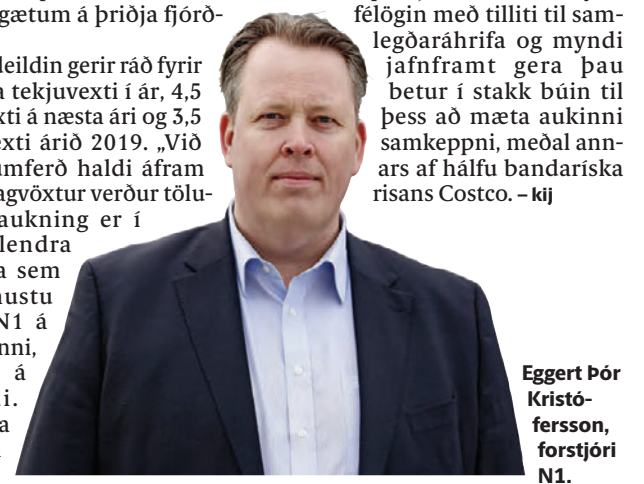 gætum á þriðja fjórð-
leildin gerir ráð fyrir
tekjuvexti í ár, 4,5
xti á næsta ári og 3,5
exti árið 2019. „Við
umferð haldi áfram
agvöxtur verður tölu-
aukning er í
lendra
a sem
nustu
N1 á
nni,
á
i.
a
félögin með tilliti til sam-
legðaráhrifa og myndi
jafnframt gera þau
betur í stakk búin til
þess að mæta aukinni
samkeppni, meðal ann-
ars af hálfu bandaríska
risans Costco. – kij
Eggert Þór
Kristó-
fersson,
forstjóri
N1.